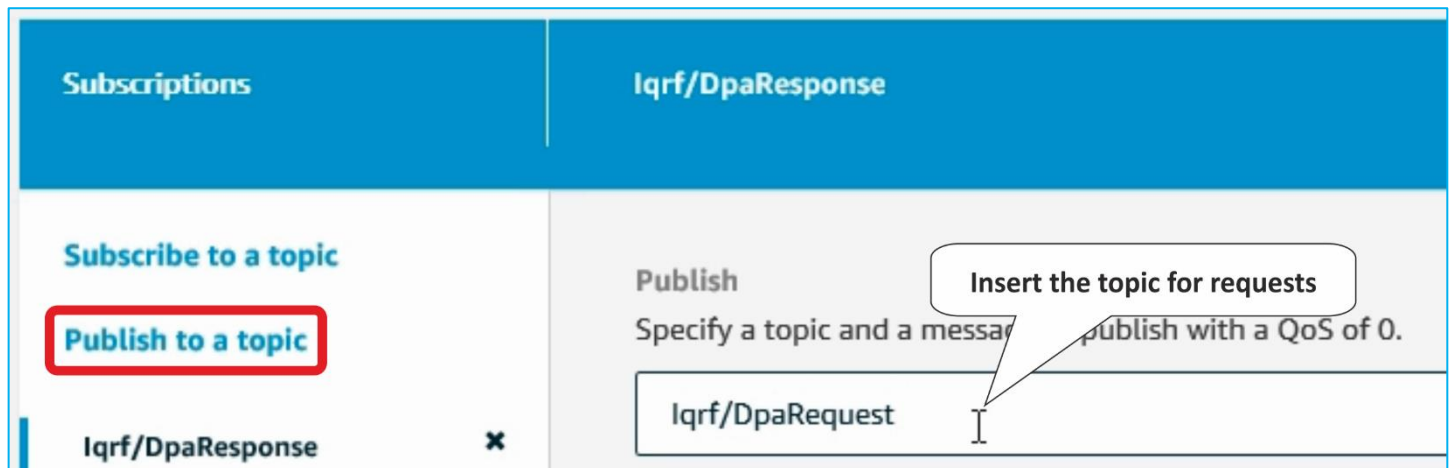 Subscriptions
Iqrf/DpaResponse
Subscribe to a topic
Publish to a topic
Iqrf/DpaResponse ×
Publish
Insert the topic for requests
Specify a topic and a messa publish with a QoS of 0.
Iqrf/DpaRequest